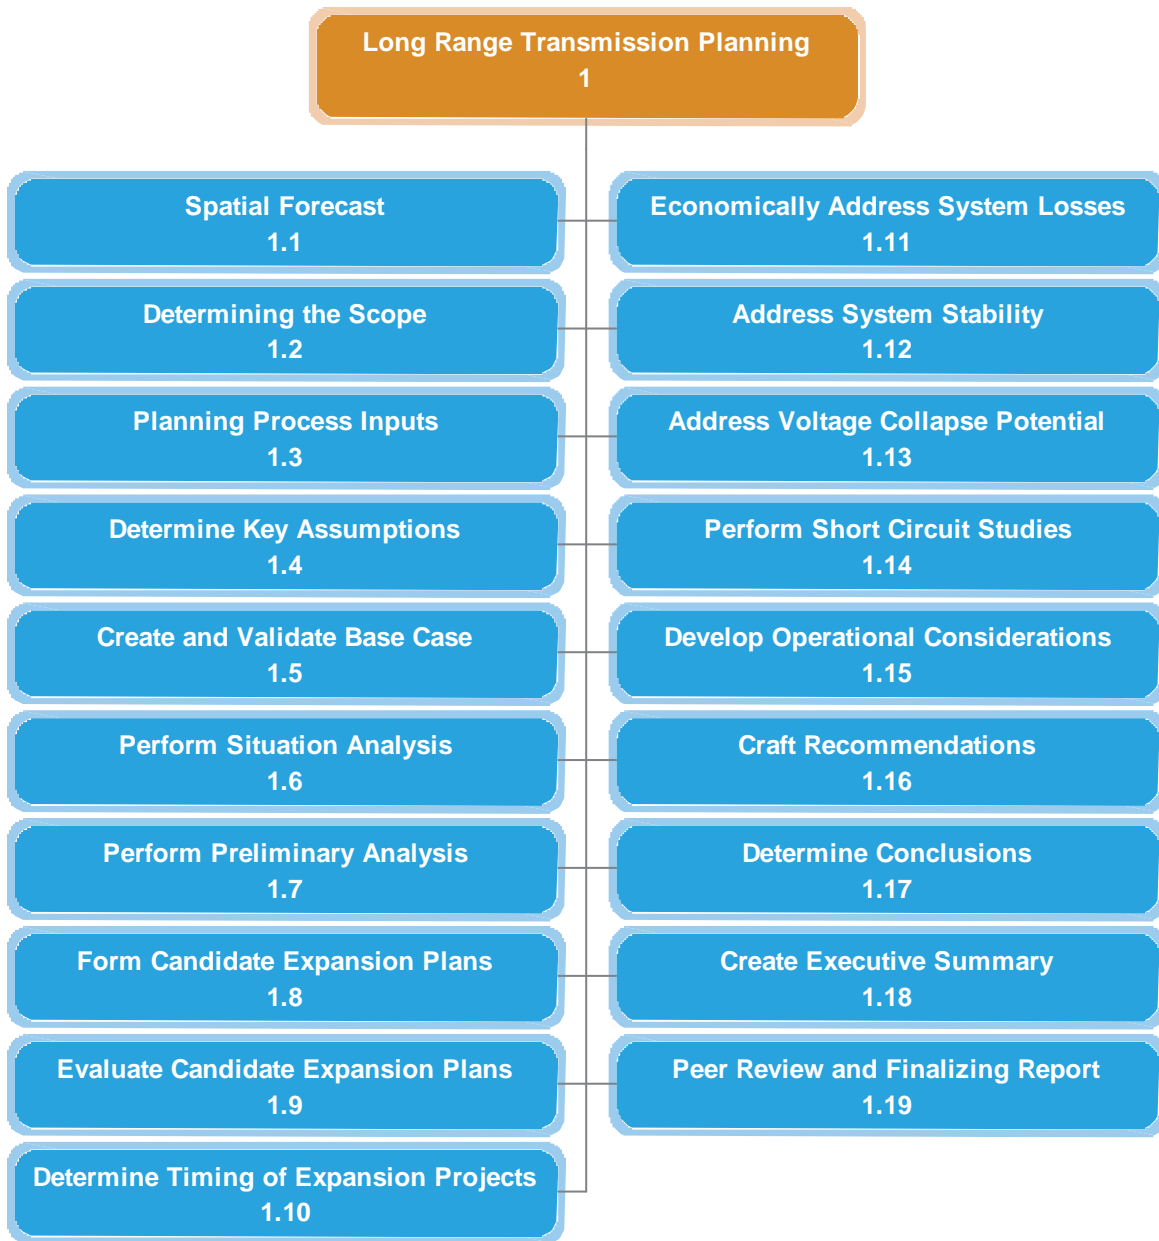 Long Range Transmission Planning
1
Spatial Forecast
1.1
Determining the Scope
1.2
Planning Process Inputs
1.3
Determine Key Assumptions
1.4
Create and Validate Base Case
1.5
Perform Situation Analysis
1.6
Perform Preliminary Analysis
1.7
Form Candidate Expansion Plans
1.8
Evaluate Candidate Expansion Plans
1.9
Determine Timing of Expansion Projects
1.10
Economically Address System Losses
1.11
Address System Stability
1.12
Address Voltage Collapse Potential
1.13
Perform Short Circuit Studies
1.14
Develop Operational Considerations
1.15
Craft Recommendations
1.16
Determine Conclusions
1.17
Create Executive Summary
1.18
Peer Review and Finalizing Report
1.19